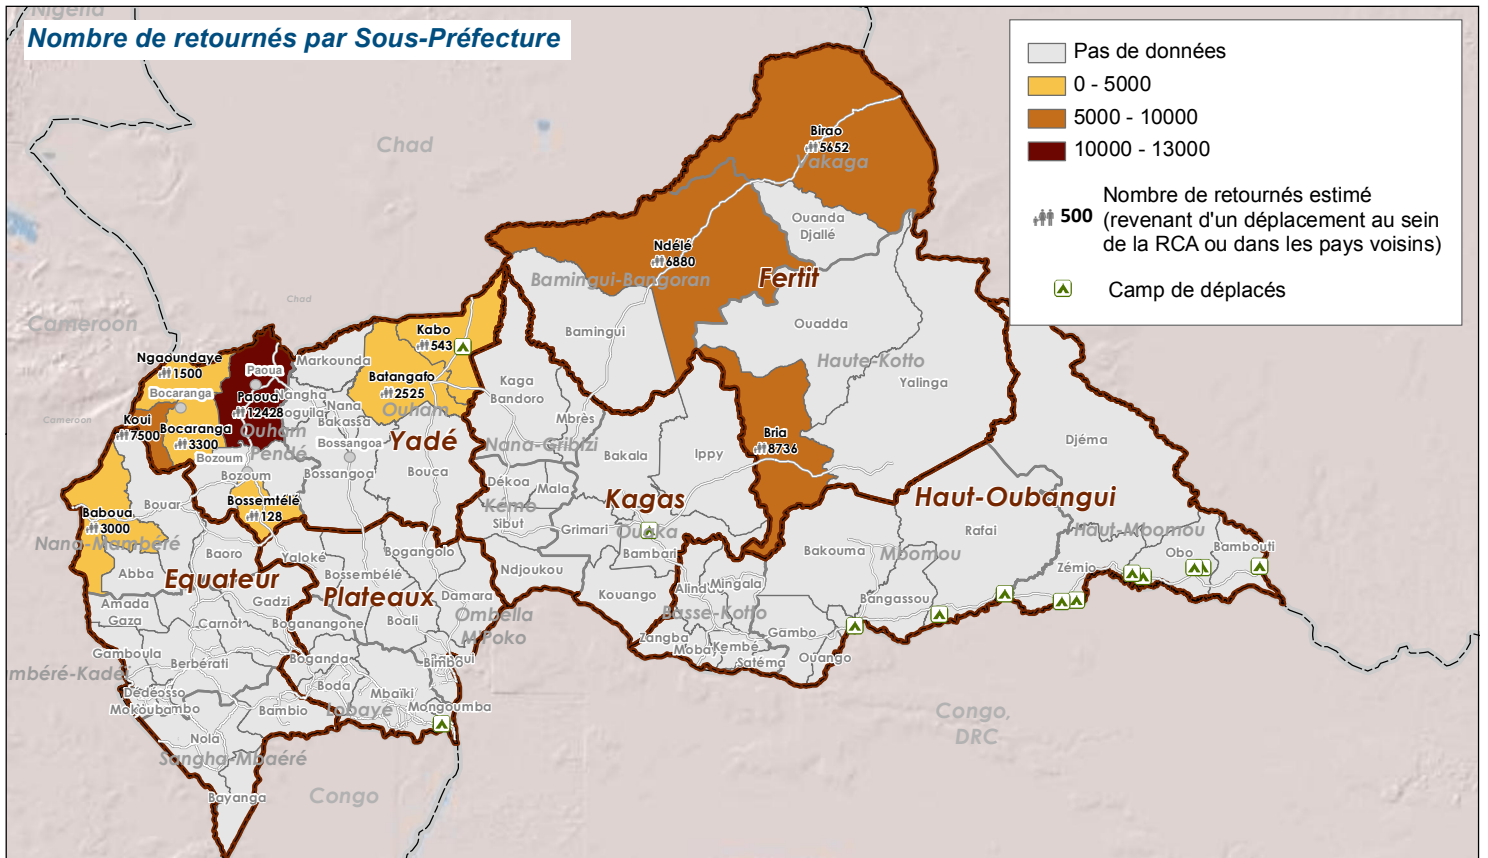 Nigeria
Nombre de retournés par Sous-Préfecture
Pas de données
0 - 5000
5000 - 10000
10000 - 13000
500
Nombre de retournés estimé
(revenant d'un déplacement au sein
de la RCA ou dans les pays voisins)
Camp de déplacés
Chad
Birao
5652
Vakaga
Ouanda
Djallé
Ndélé
6880
Bamingui-Bangoran
Fertit
Chad
Cameroon
Bamingui
Ouadda
Haute-Kotto
Yalinga
Kabo
543
Ngaoundaye
1500
Markounda
Paoua
Batangafo
2525
Kaga
Bandoro
Bocaranga
Paoua
12428
Nangha
Boguila
Nana
Bakassa
Ouham
Mbrès
Cameroon
Koui
7500
Bocaranga
3300
Ouham
Pendé
Bossangoa
Yadé
Nana-Gribizi
Bria
8736
Djéma
Bakala
Ippy
Bozoum
Bozoum
Bossangoa
Bouca
Dékoa
Mala
Kagas
Haut-Oubangui
Bossemtélé
128
Bouar
Baboua
3000
Kémo
Sibut
Grimari
Ouaka
Rafai
Haut-Mbomou
Nana-Mambéré
Baoro
Yaloké
Bogangolo
Bambari
Bakouma
Mbomou
Obo
Bambouti
Abba
Equateur
Bossembélé
Ndjoukou
Zémio
Amada
Gaza
Gadzi
Plateaux
Damara
Kouango
Alindao
Mingala
Bangassou
Carnot
Boganangone
Boali
Ombella
M'Poko
Basse-Kotto
Gambo
Zangba
Mobaye
Kembé
Satéma
Ouango
Gamboula
Berbérati
Boganda
Bimbo
Bangui
Mambéré-Kadéï
Dédé
Sosso
Mokoubambo
Boda
Mbaïki
Bambio
Lobaye
Mongoumba
Nola
Sangha-Mbaéré
Congo,
DRC
Bayanga
Congo